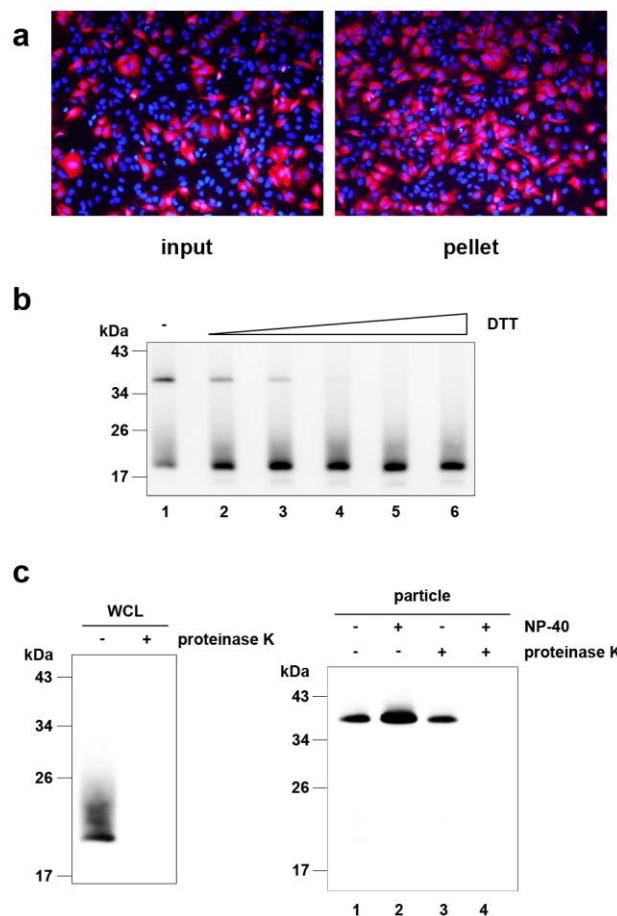 a
input pellet
b
kDa - DTT
43
34
26
17
1 2 3 4 5 6
c
WCL
- + proteinase K
kDa
43
34
26
17
particle
- + - + NP-40
- - + + proteinase K
kDa
43
34
26
17
1 2 3 4